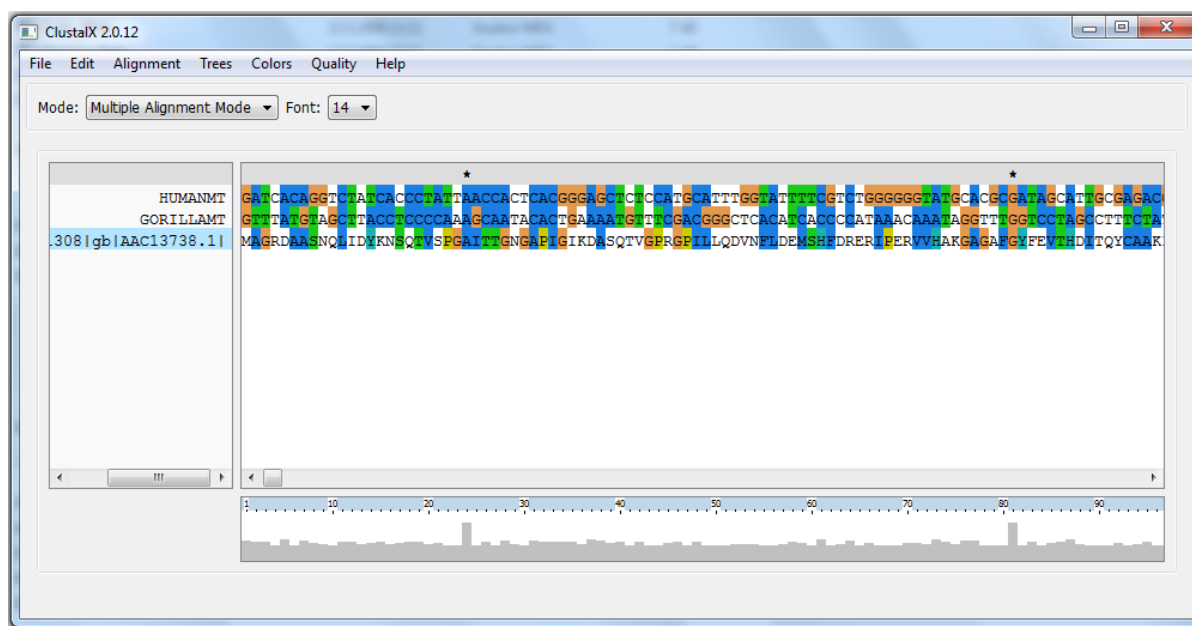 ClustalX 2.0.12
File Edit Alignment Trees Colors Quality Help
Mode: Multiple Alignment Mode Font: 14
* *
HUMANMT GATCACAGGTCTATCACCCTATTAACCACTCACGGGAGCTCTCCATGCATTTGGTATTTTCGTCTGGGGGGTATGCACGCGATAGCATTGCGAGAC
GORILLAMT GTTTATGTAGCTTACCTCCCCAAAGCAATACACTGAAAATGTTTCGACGGGCTCACATCACCCCATAAACAAATAGGTTTGGTCCTAGCCTTTCTA
.308|gb|AAC13738.1| MAGRDAASNQLIDYKNSQTVSPGAITTGNGAPIGIKDASQTVGPRGPILLQDVNFLDEMSHFDRERIPERVVHAKGAGAFGYFEVTHDITQYCAAK
1 10 20 30 40 50 60 70 80 90